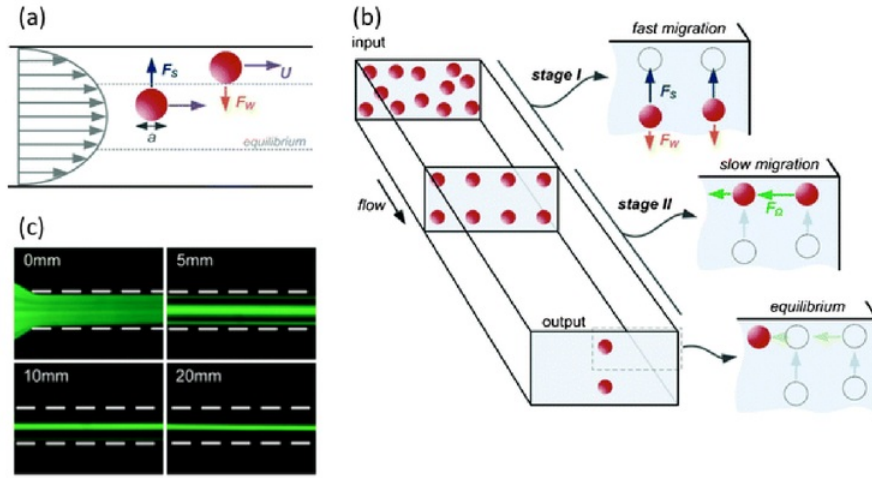 (a)
F_S
U
F_W
a
equilibrium
(b)
input
stage I
fast migration
F_S
F_W
flow
stage II
slow migration
F_Ω
output
equilibrium
(c)
0mm
5mm
10mm
20mm